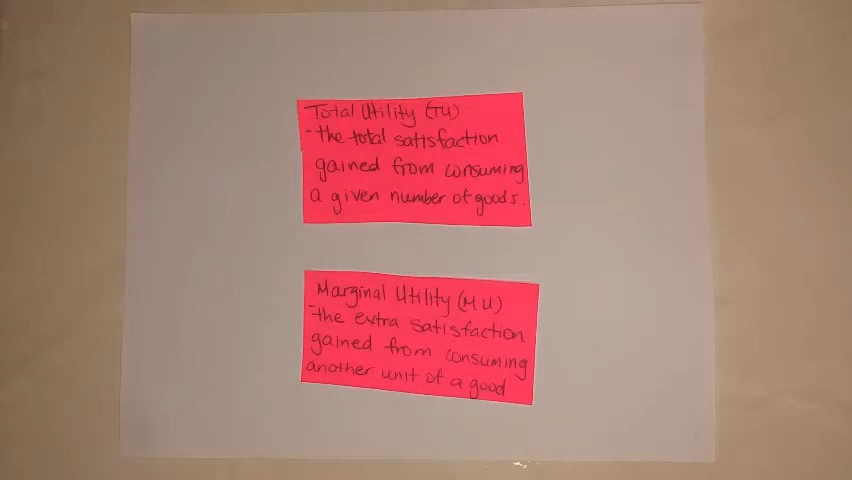 Total Utility (TU)
- the total satisfaction
gained from consuming
a given number of goods.
Marginal Utility (MU)
- the extra satisfaction
gained from consuming
another unit of a good